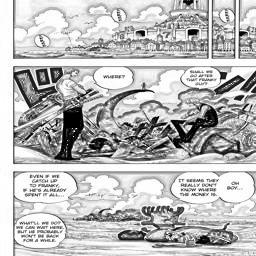 WHERE?
SHALL WE
GO AFTER
THAT FRANKY
GUY?
EVEN IF WE
CATCH UP
TO FRANKY,
IF HE'S ALREADY
SPENT IT ALL...
IT SEEMS THEY
REALLY DON'T
KNOW WHERE
THE MONEY IS.
OH
BOY...
WHAT'LL WE DO?
WE CAN WAIT HERE,
BUT HE PROBABLY
WON'T BE BACK
FOR A WHILE.